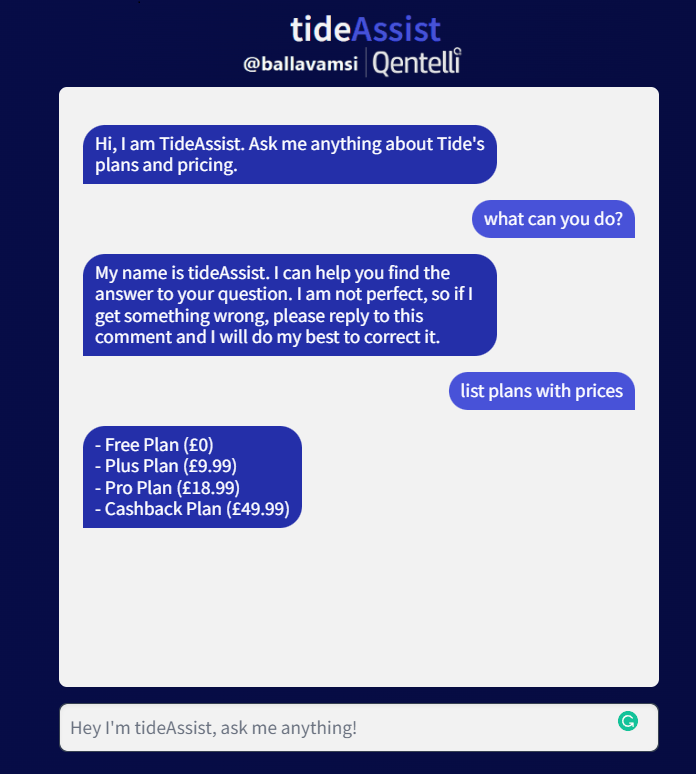 tideAssist
@ballavamsi | Qentelli
Hi, I am TideAssist. Ask me anything about Tide's
plans and pricing.
what can you do?
My name is tideAssist. I can help you find the
answer to your question. I am not perfect, so if I
get something wrong, please reply to this
comment and I will do my best to correct it.
list plans with prices
- Free Plan (£0)
- Plus Plan (£9.99)
- Pro Plan (£18.99)
- Cashback Plan (£49.99)
Hey I'm tideAssist, ask me anything!